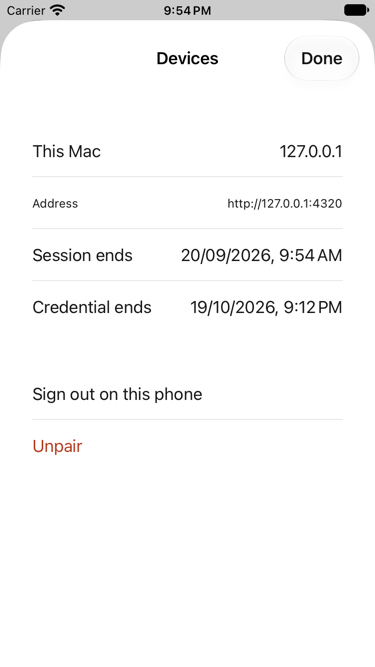 Carrier 9:54 PM
Devices Done
This Mac 127.0.0.1
Address http://127.0.0.1:4320
Session ends 20/09/2026, 9:54 AM
Credential ends 19/10/2026, 9:12 PM
Sign out on this phone
Unpair